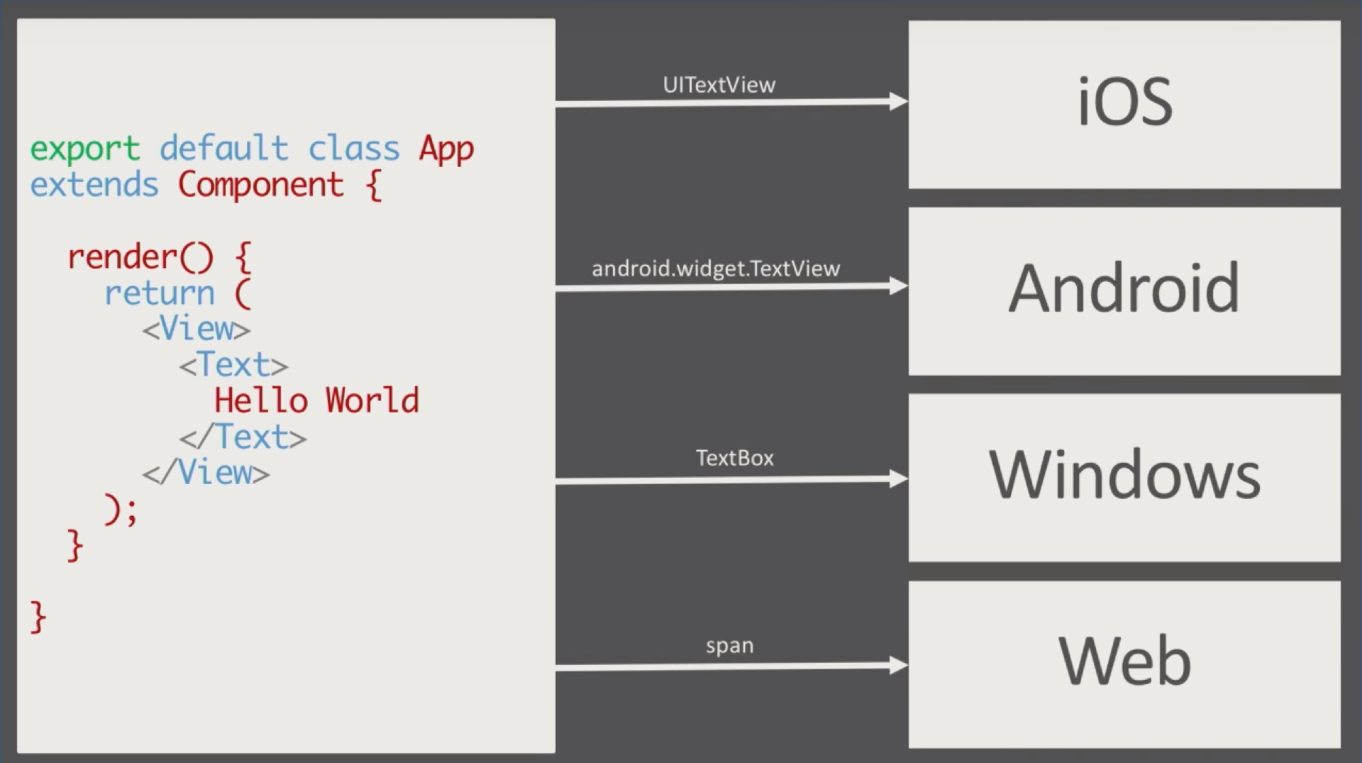 export default class App
extends Component {
render() {
return (
<View>
<Text>
Hello World
</Text>
</View>
);
}
}
UITextView
iOS
android.widget.TextView
Android
TextBox
Windows
span
Web